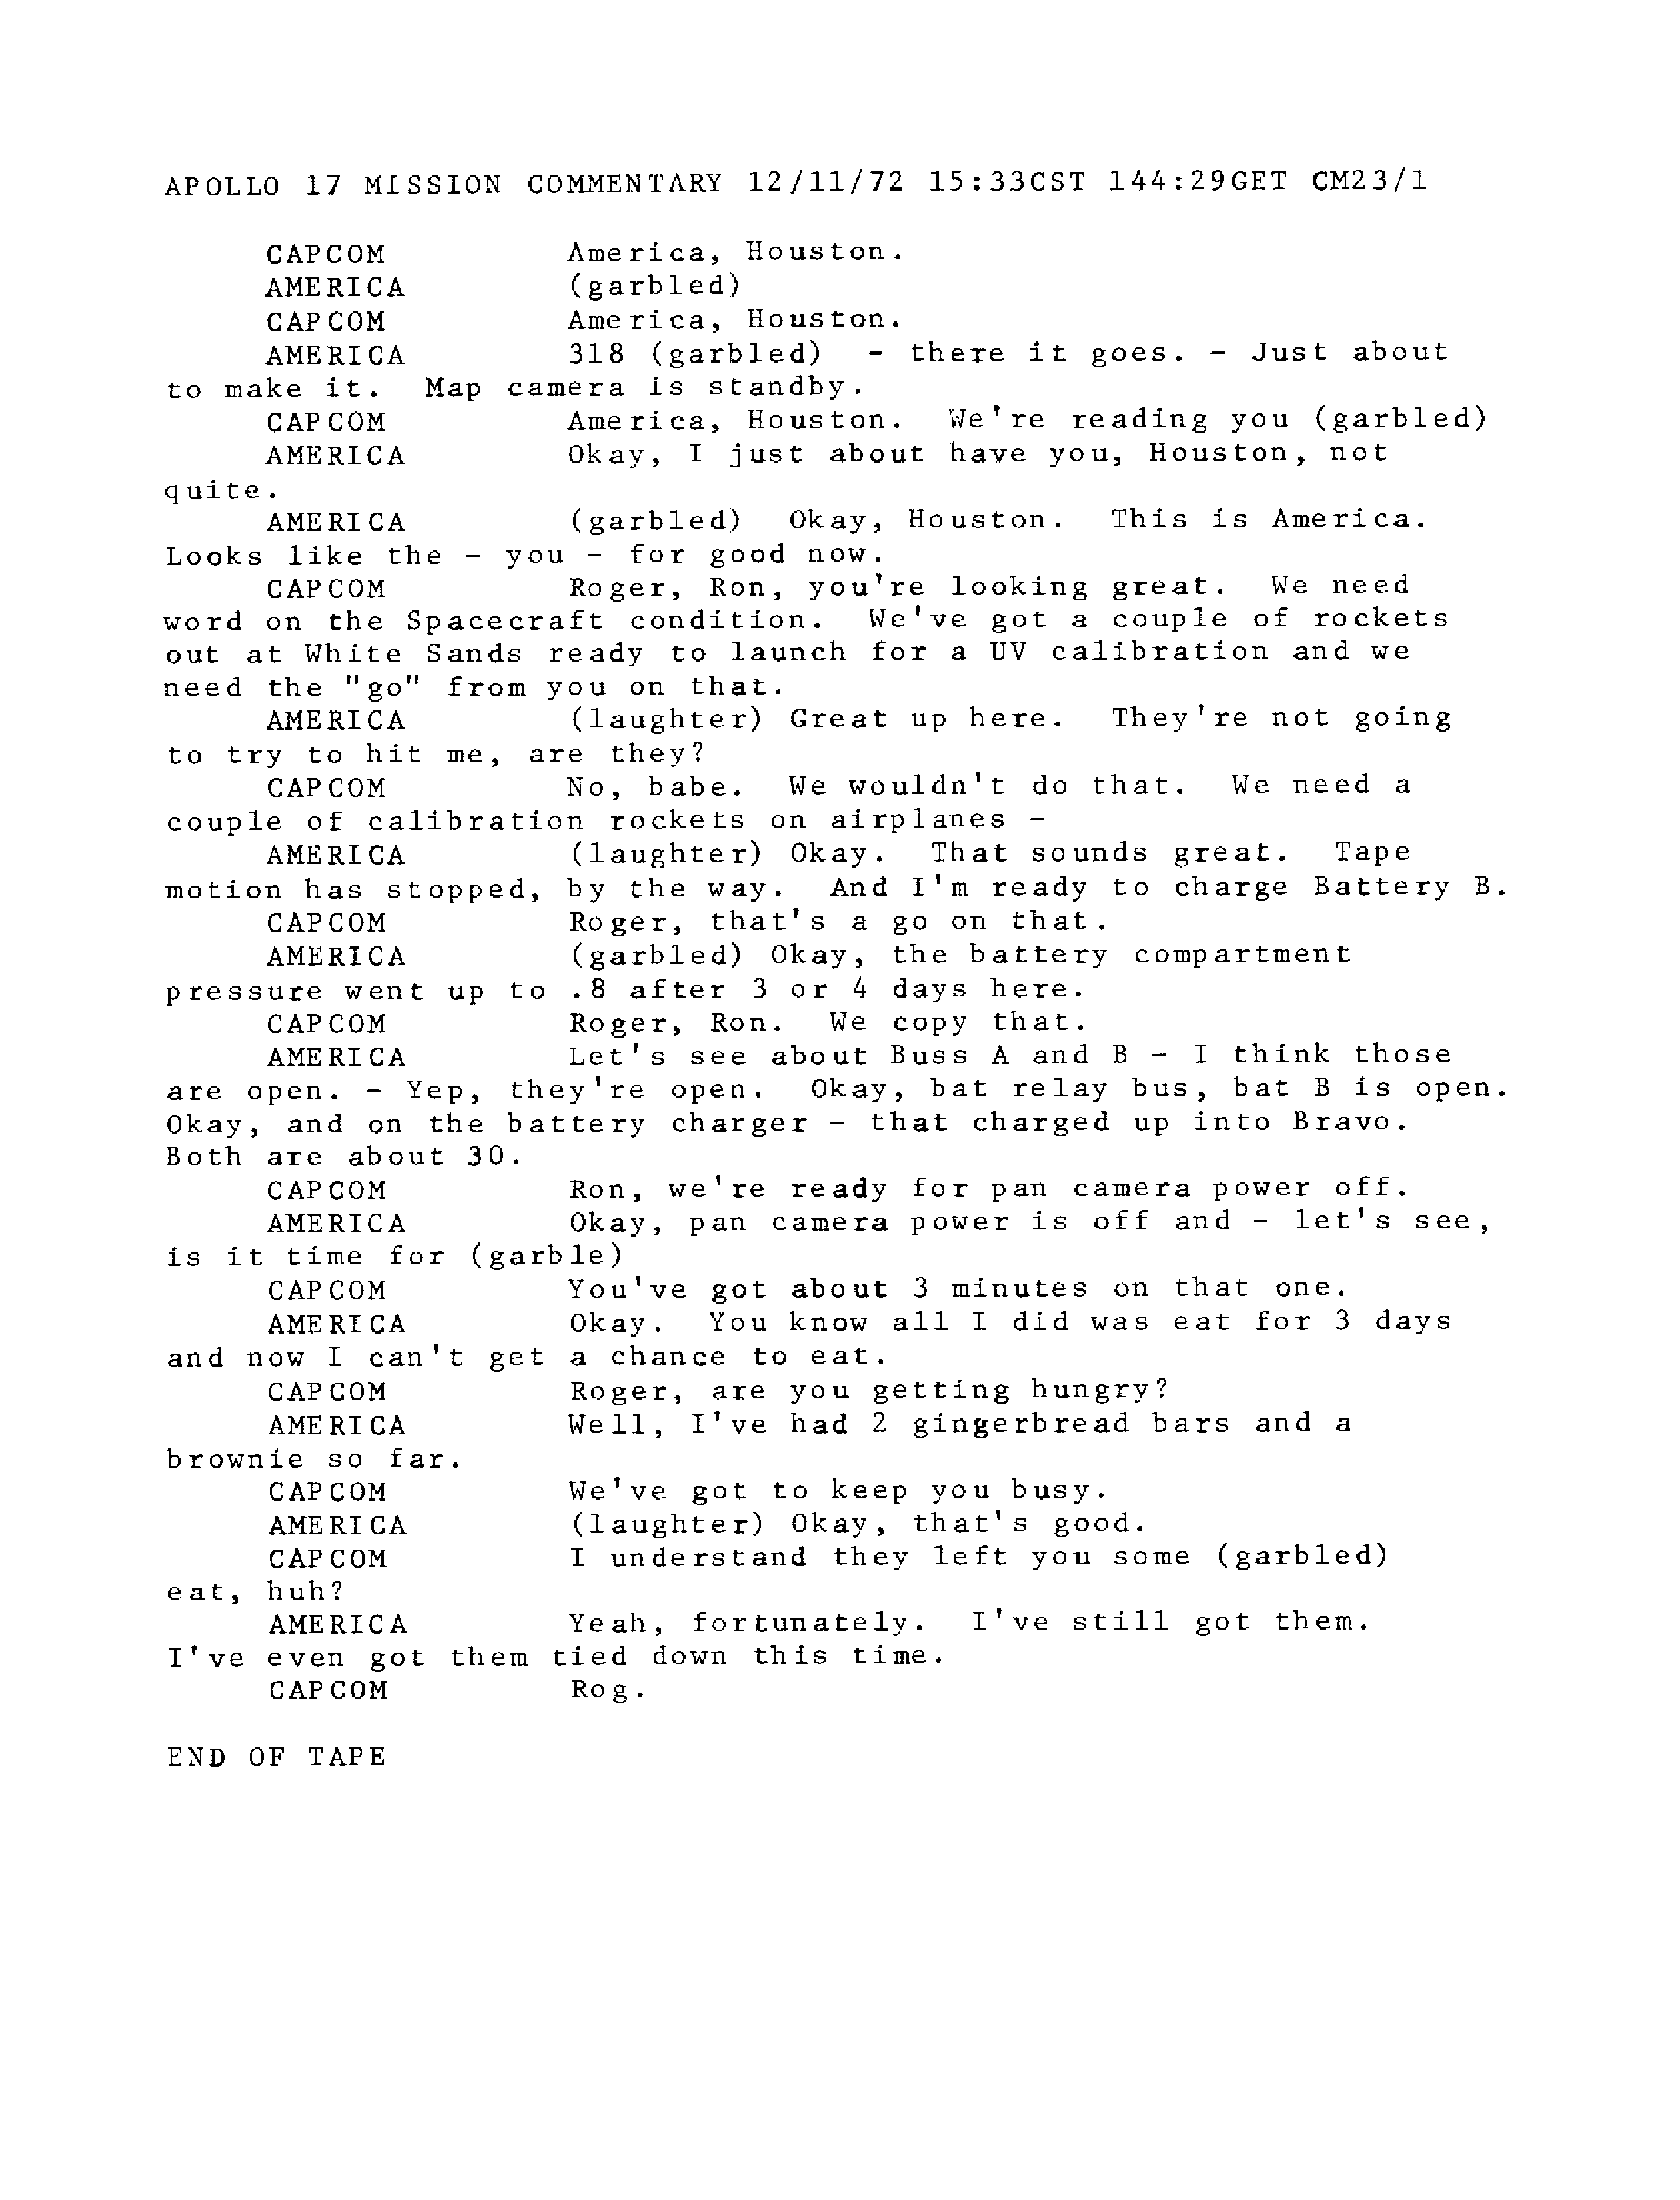 APOLLO 17 MISSION COMMENTARY 12/11/72 15:33CST 144:29GET CM23/1
CAPCOM America, Houston.
AMERICA (garbled)
CAPCOM America, Houston.
AMERICA 318 (garbled) - there it goes. - Just about
to make it. Map camera is standby.
CAPCOM America, Houston. We're reading you (garbled)
AMERICA Okay, I just about have you, Houston, not
quite.
AMERICA (garbled) Okay, Houston. This is America.
Looks like the - you - for good now.
CAPCOM Roger, Ron, you're looking great. We need
word on the Spacecraft condition. We've got a couple of rockets
out at White Sands ready to launch for a UV calibration and we
need the "go" from you on that.
AMERICA (laughter) Great up here. They're not going
to try to hit me, are they?
CAPCOM No, babe. We wouldn't do that. We need a
couple of calibration rockets on airplanes -
AMERICA (laughter) Okay. That sounds great. Tape
motion has stopped, by the way. And I'm ready to charge Battery B.
CAPCOM Roger, that's a go on that.
AMERICA (garbled) Okay, the battery compartment
pressure went up to .8 after 3 or 4 days here.
CAPCOM Roger, Ron. We copy that.
AMERICA Let's see about Buss A and B - I think those
are open. - Yep, they're open. Okay, bat relay bus, bat B is open.
Okay, and on the battery charger - that charged up into Bravo.
Both are about 30.
CAPCOM Ron, we're ready for pan camera power off.
AMERICA Okay, pan camera power is off and - let's see,
is it time for (garble)
CAPCOM You've got about 3 minutes on that one.
AMERICA Okay. You know all I did was eat for 3 days
and now I can't get a chance to eat.
CAPCOM Roger, are you getting hungry?
AMERICA Well, I've had 2 gingerbread bars and a
brownie so far.
CAPCOM We've got to keep you busy.
AMERICA (laughter) Okay, that's good.
CAPCOM I understand they left you some (garbled)
eat, huh?
AMERICA Yeah, fortunately. I've still got them.
I've even got them tied down this time.
CAPCOM Rog.
END OF TAPE